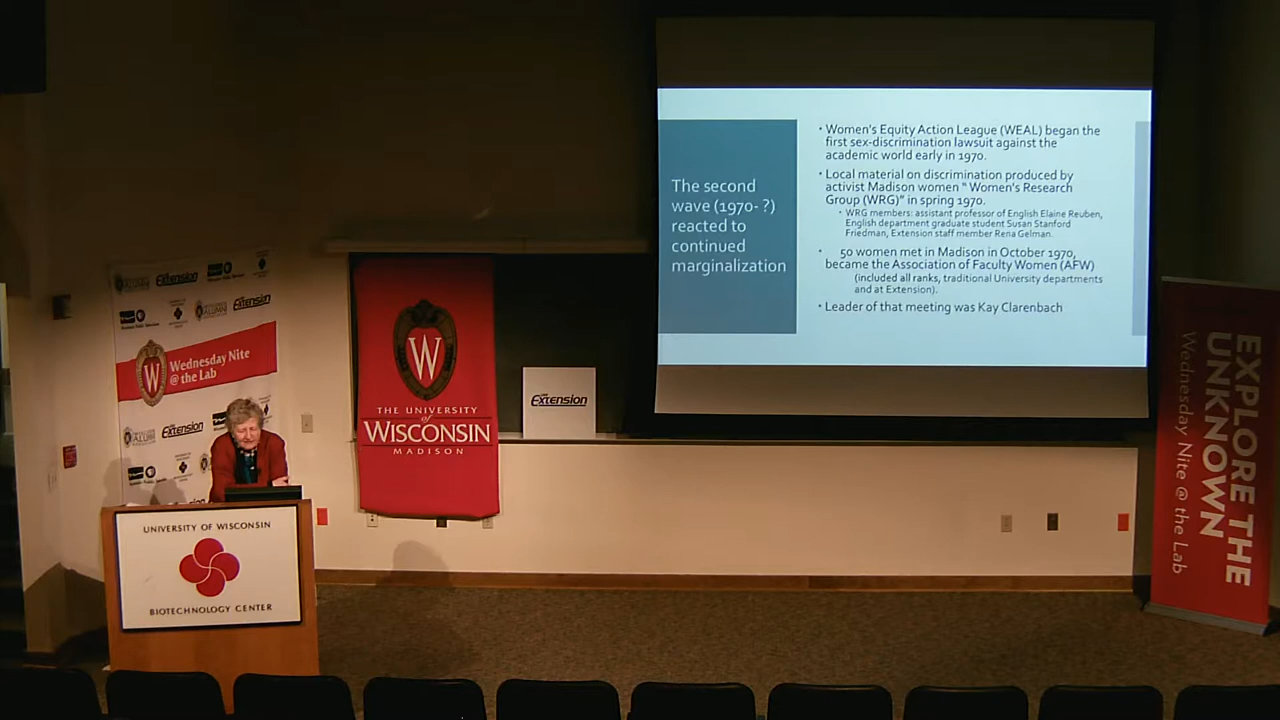 The second
wave (1970- ?)
reacted to
continued
marginalization
• Women's Equity Action League (WEAL) began the
first sex-discrimination lawsuit against the
academic world early in 1970.
• Local material on discrimination produced by
activist Madison women " Women's Research
Group (WRG)" in spring 1970.
• WRG members: assistant professor of English Elaine Reuben,
English department graduate student Susan Stanford
Friedman, Extension staff member Rena Gelman.
• 50 women met in Madison in October 1970,
became the Association of Faculty Women (AFW)
(included all ranks, traditional University departments
and at Extension).
• Leader of that meeting was Kay Clarenbach
Extension
Extension
Wednesday Nite
@ the Lab
W
Extension
W
THE UNIVERSITY
of
WISCONSIN
MADISON
Extension
UNIVERSITY OF WISCONSIN
BIOTECHNOLOGY CENTER
EXPLORE THE
UNKNOWN
Wednesday Nite @ the Lab